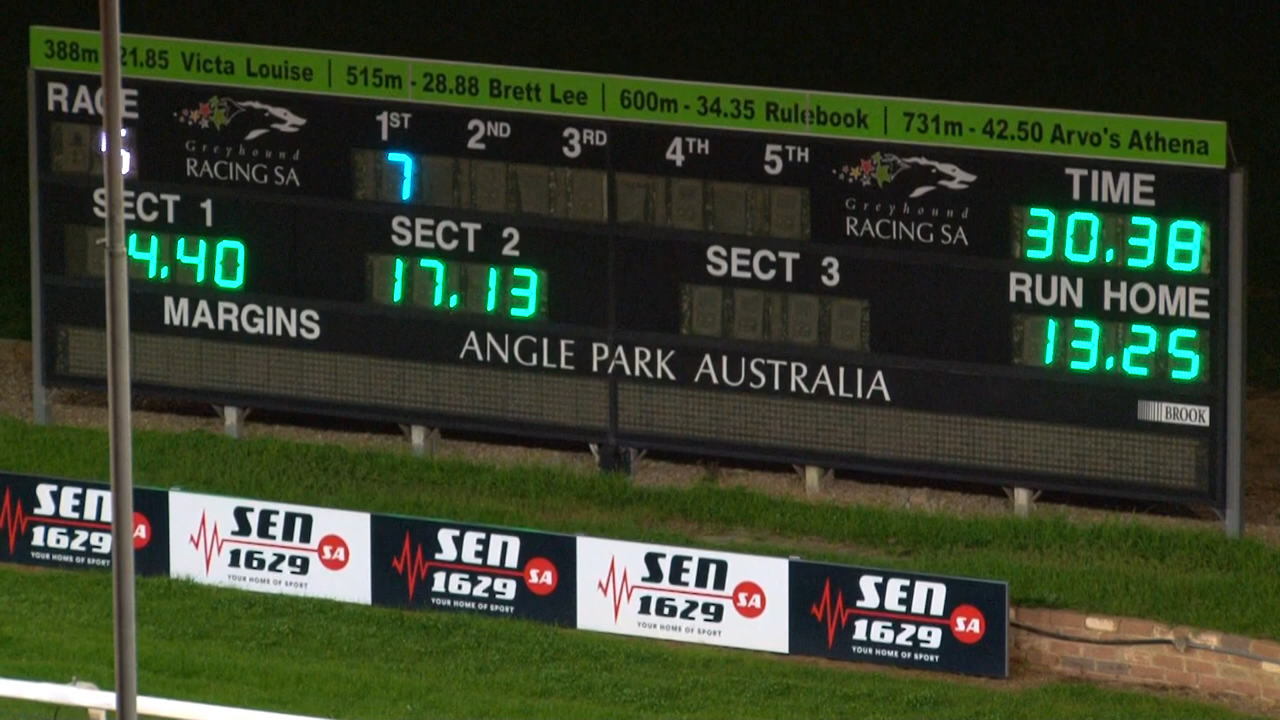 388m 21.85 Victa Louise | 515m - 28.88 Brett Lee | 600m - 34.35 Rulebook | 731m - 42.50 Arvo's Athena
RACE
Greyhound
RACING SA
1ST 2ND 3RD 4TH 5TH
7
Greyhound
RACING SA
TIME
30.38
SECT 1
4.40
SECT 2
17.13
SECT 3
RUN HOME
13.25
MARGINS
ANGLE PARK AUSTRALIA
BROOK
SEN
1629 SA
YOUR HOME OF SPORT
SEN
1629 SA
YOUR HOME OF SPORT
SEN
1629 SA
YOUR HOME OF SPORT
SEN
1629 SA
YOUR HOME OF SPORT
SEN
1629 SA
YOUR HOME OF SPORT